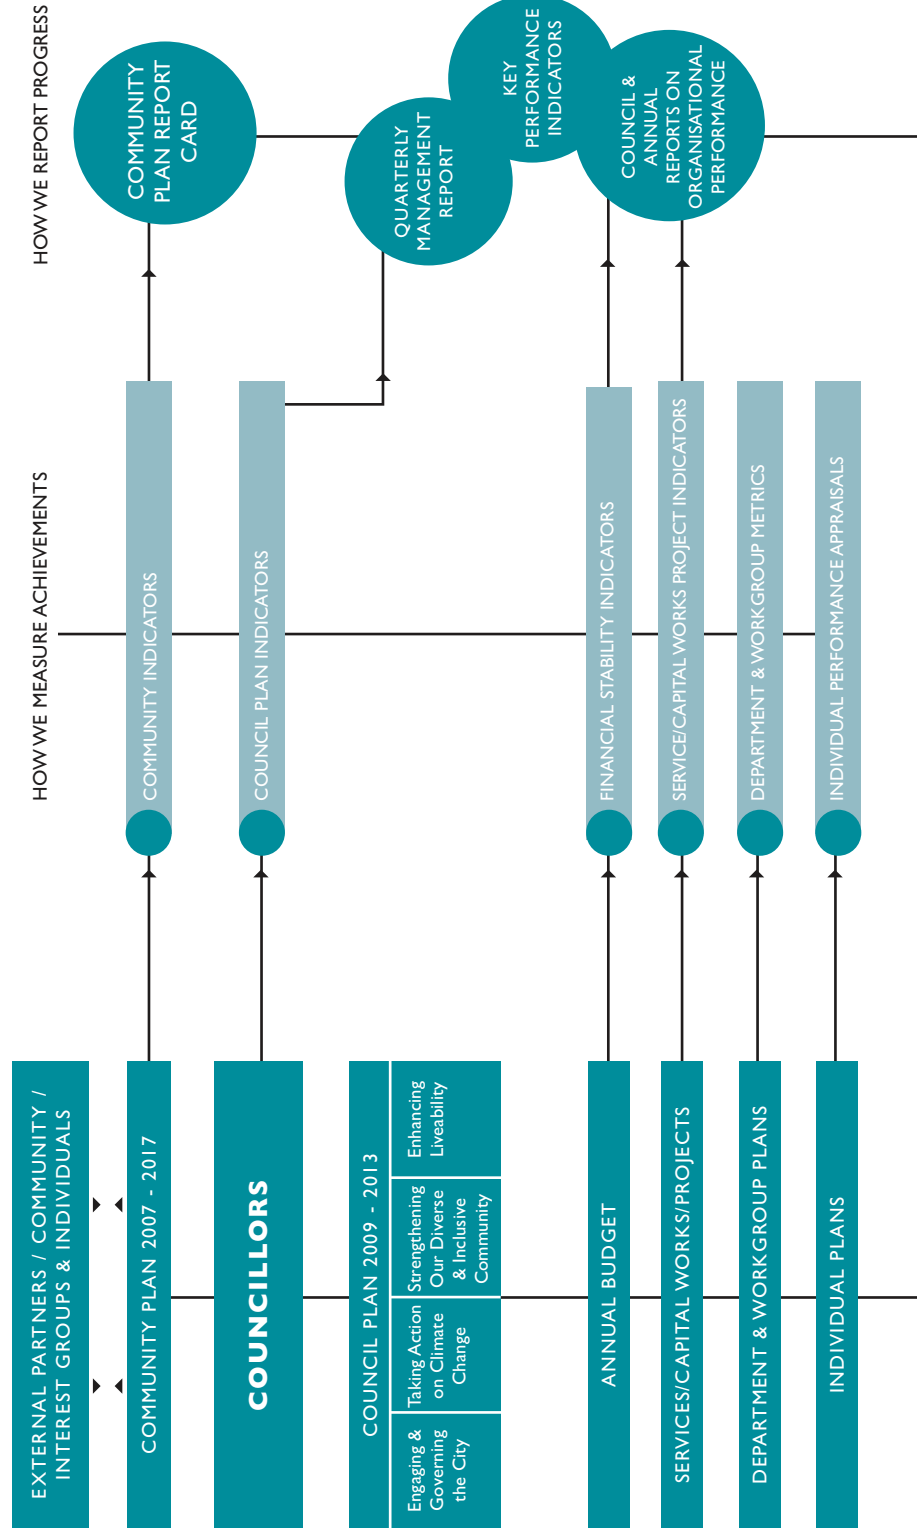 EXTERNAL PARTNERS / COMMUNITY /
INTEREST GROUPS & INDIVIDUALS
COMMUNITY PLAN 2007 - 2017
COUNCILLORS
COUNCIL PLAN 2009 - 2013
Engaging &
Governing
the City
Taking Action
on Climate
Change
Strengthening
Our Diverse
& Inclusive
Community
Enhancing
Liveability
ANNUAL BUDGET
SERVICES/CAPITAL WORKS/PROJECTS
DEPARTMENT & WORKGROUP PLANS
INDIVIDUAL PLANS
HOW WE MEASURE ACHIEVEMENTS
COMMUNITY INDICATORS
COUNCIL PLAN INDICATORS
FINANCIAL STABILITY INDICATORS
SERVICE/CAPITAL WORKS PROJECT INDICATORS
DEPARTMENT & WORKGROUP METRICS
INDIVIDUAL PERFORMANCE APPRAISALS
HOW WE REPORT PROGRESS
COMMUNITY
PLAN REPORT
CARD
QUARTERLY
MANAGEMENT
REPORT
KEY
PERFORMANCE
INDICATORS
COUNCIL &
ANNUAL
REPORTS ON
ORGANISATIONAL
PERFORMANCE